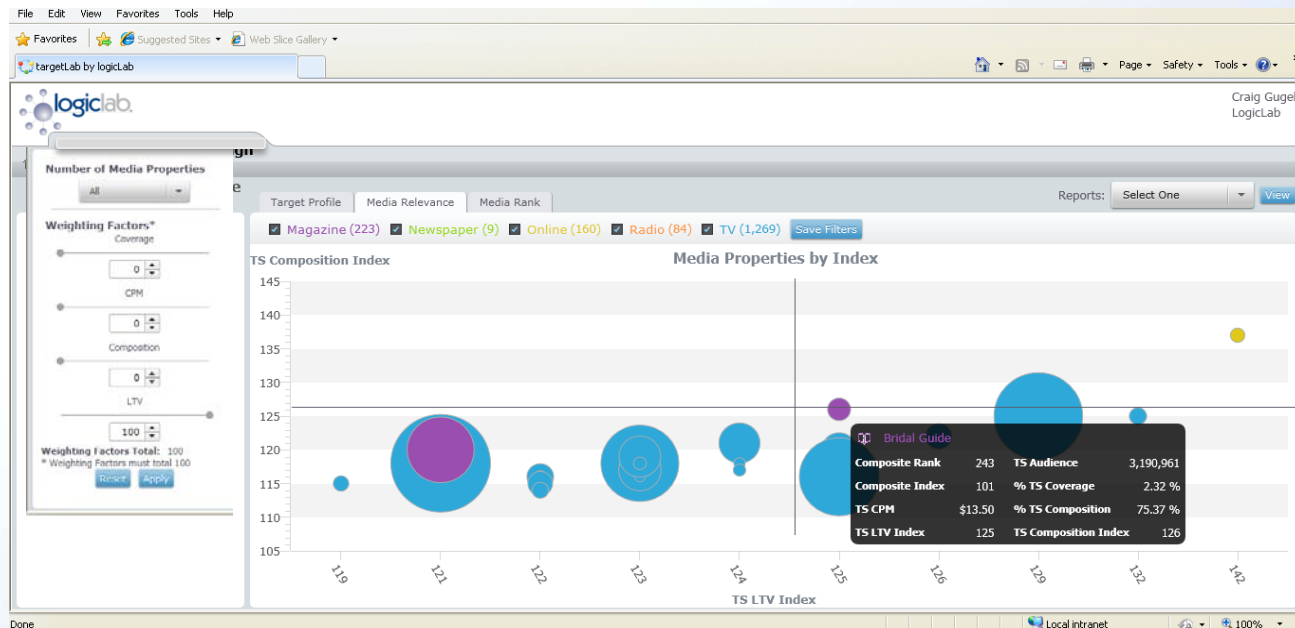 File Edit View Favorites Tools Help
Favorites Suggested Sites Web Slice Gallery
targetLab by logicLab Page Safety Tools
logiclab. Craig Gugel
LogicLab
Number of Media Properties
All
Target Profile Media Relevance Media Rank Reports: Select One View
Weighting Factors*
Magazine (223) Newspaper (9) Online (160) Radio (84) TV (1,269) Save Filters
Coverage
0
CPM
0
Composition
0
LTV
100
Weighting Factors Total: 100
* Weighting Factors must total 100
Reset Apply
TS Composition Index Media Properties by Index
145
140
135
130
125
120
115
110
105
Bridal Guide
Composite Rank 243 TS Audience 3,190,961
Composite Index 101 % TS Coverage 2.32 %
TS CPM $13.50 % TS Composition 75.37 %
TS LTV Index 125 TS Composition Index 126
119 121 122 123 124 125 126 129 132 142
TS LTV Index
Done Local intranet 100%